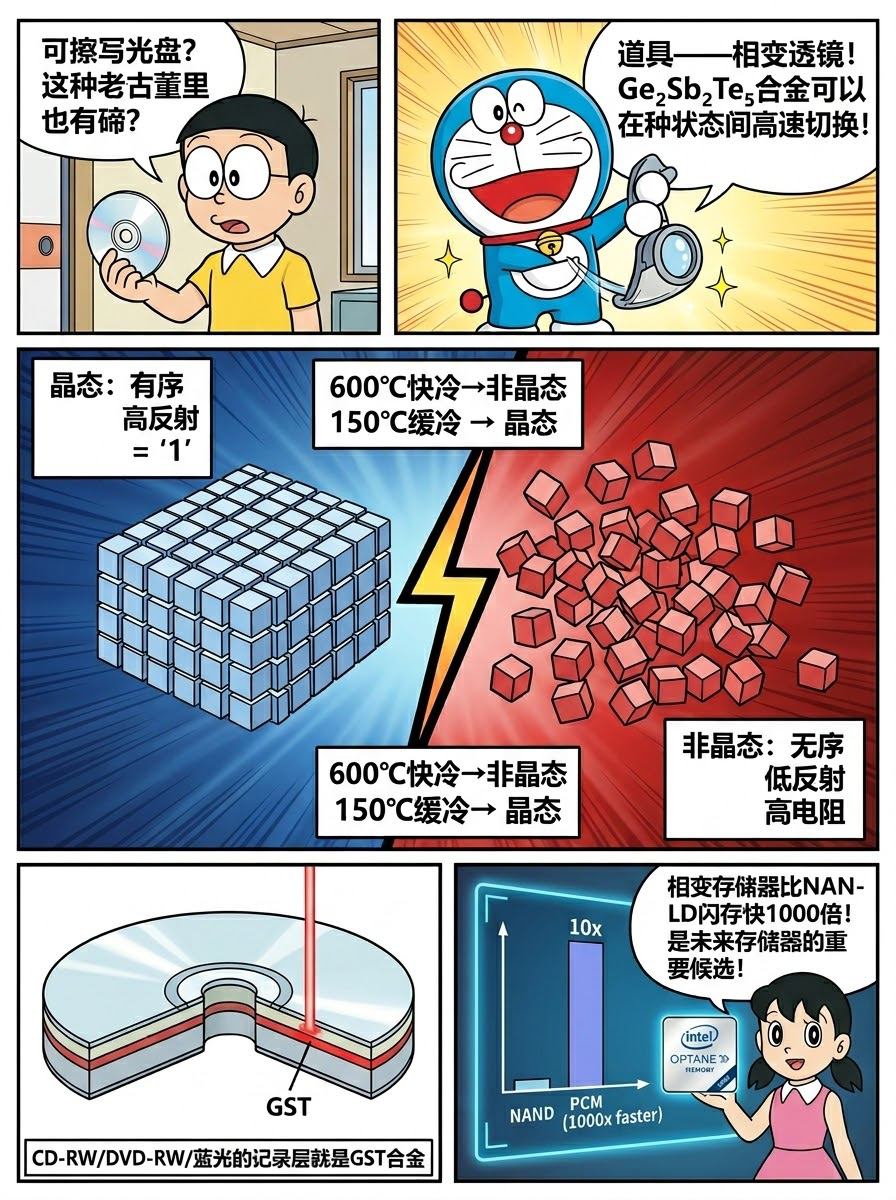 可擦写光盘？
这种老古董里
也有碲？
道具——相变透镜！
Ge₂Sb₂Te₅合金可以
在种状态间高速切换！
晶态：有序
高反射
= ‘1’
600℃快冷→非晶态
150℃缓冷 → 晶态
600℃快冷→非晶态
150℃缓冷→ 晶态
非晶态：无序
低反射
高电阻
GST
CD-RW/DVD-RW/蓝光的记录层就是GST合金
相变存储器比NAN-
LD闪存快1000倍！
是未来存储器的重
要候选！
10x
NAND
PCM
(1000x faster)
intel
OPTANE